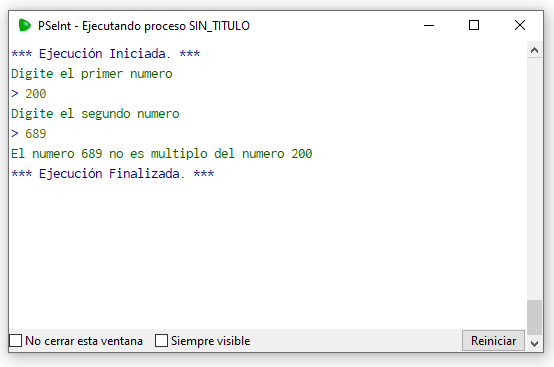 PSeInt - Ejecutando proceso SIN_TITULO
*** Ejecución Iniciada. ***
Digite el primer numero
> 200
Digite el segundo numero
> 689
El numero 689 no es multiplo del numero 200
*** Ejecución Finalizada. ***
No cerrar esta ventana Siempre visible Reiniciar